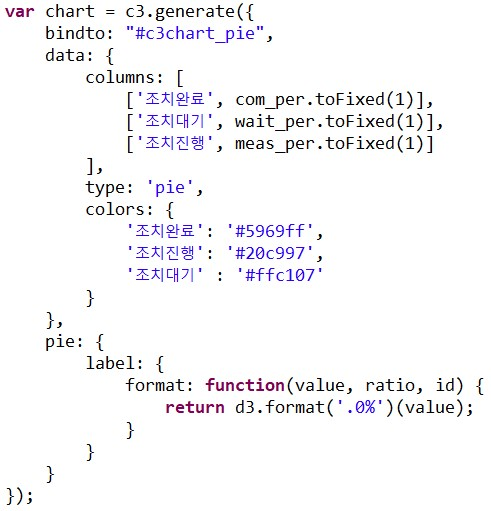 var chart = c3.generate({
    bindto: "#c3chart_pie",
    data: {
        columns: [
            ['조치완료', com_per.toFixed(1)],
            ['조치대기', wait_per.toFixed(1)],
            ['조치진행', meas_per.toFixed(1)]
        ],
        type: 'pie',
        colors: {
            '조치완료': '#5969ff',
            '조치진행': '#20c997',
            '조치대기' : '#ffc107'
        }
    },
    pie: {
        label: {
            format: function(value, ratio, id) {
                return d3.format('.0%')(value);
            }
        }
    }
});